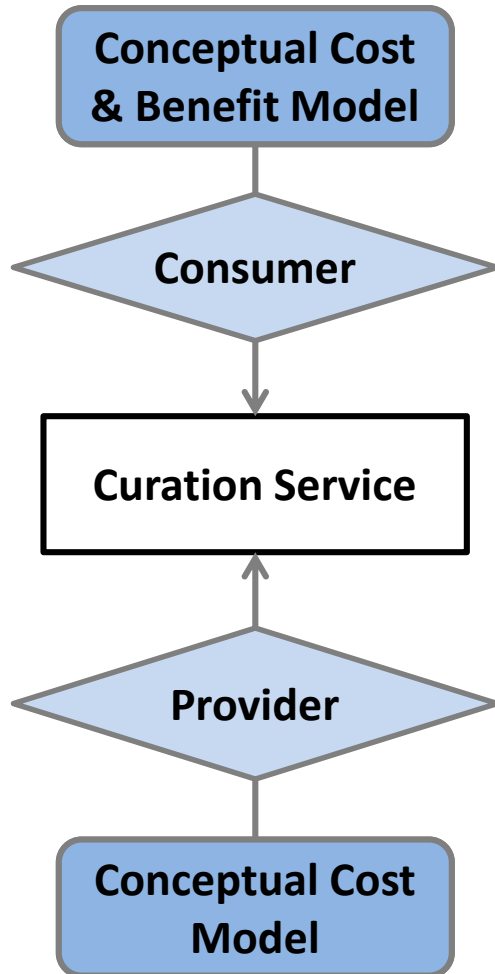 Conceptual Cost
& Benefit Model
Consumer
Curation Service
Provider
Conceptual Cost
Model